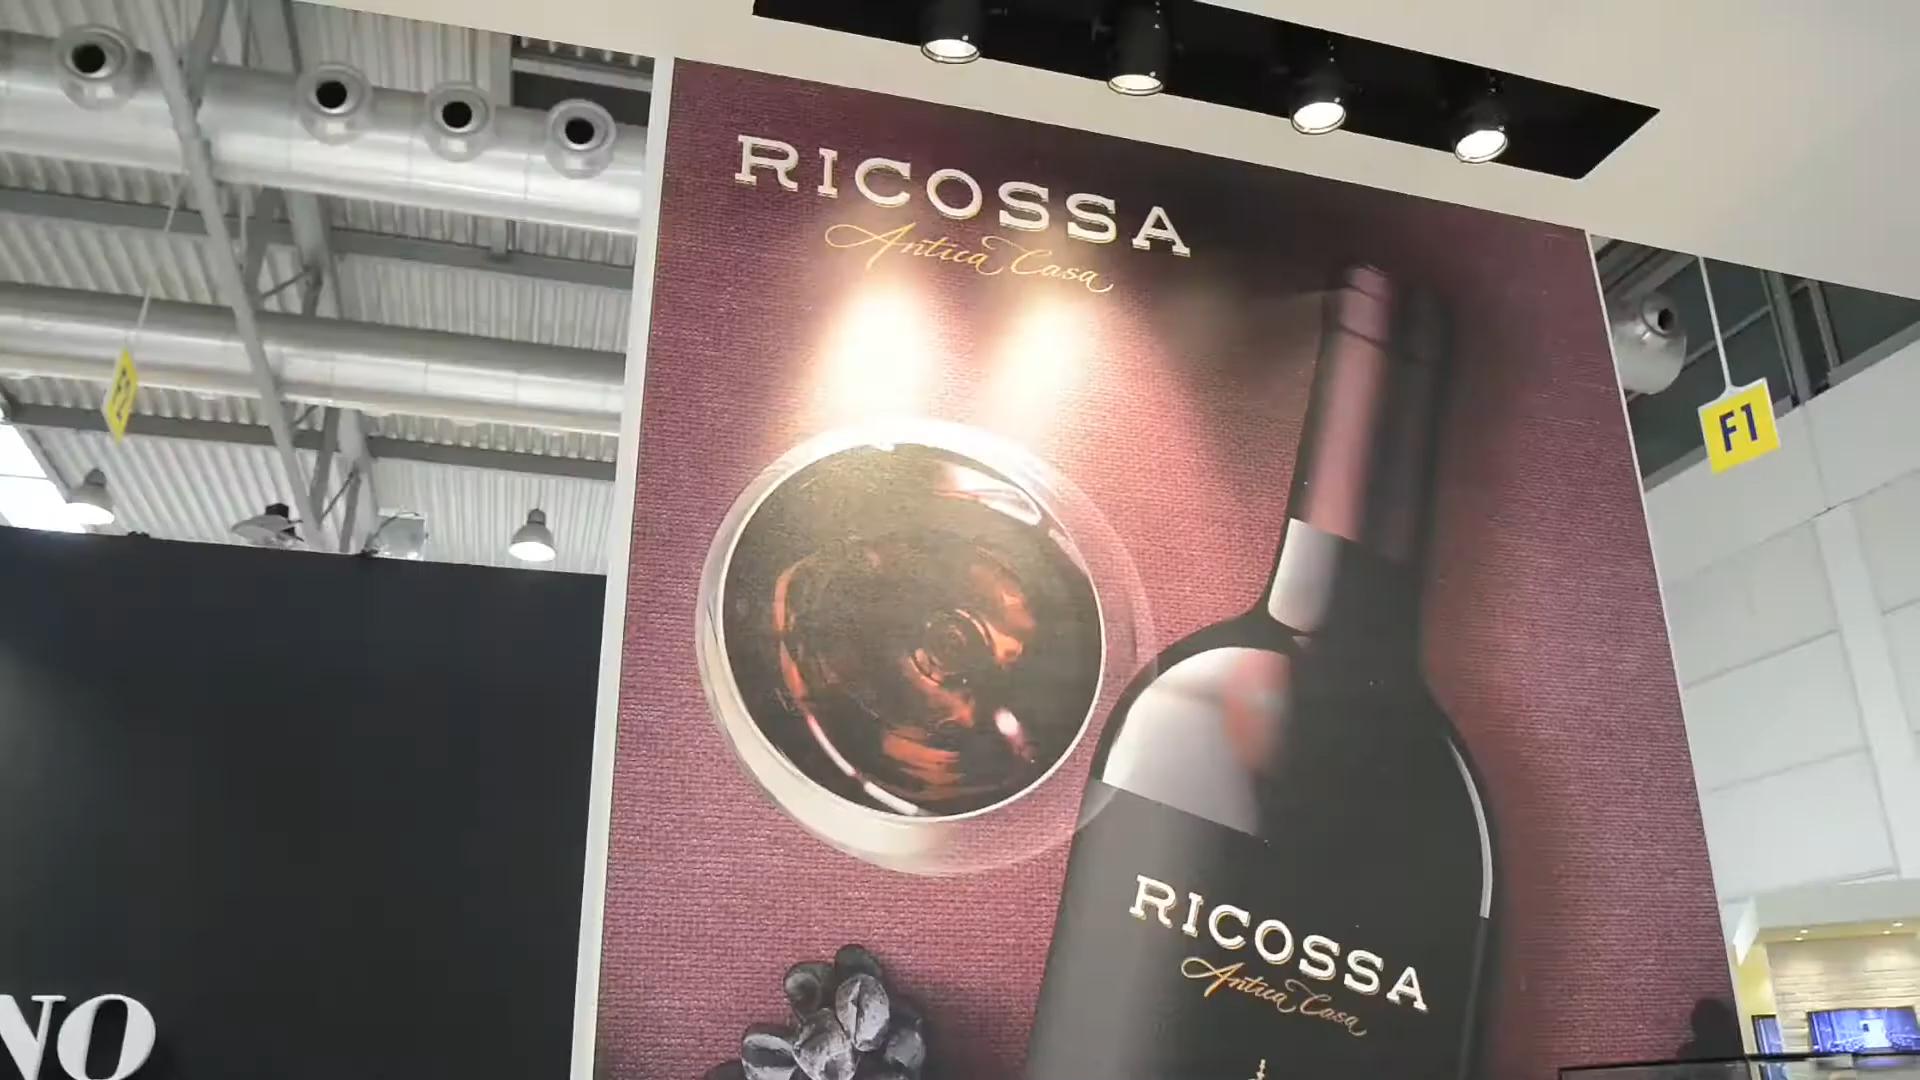 RICOSSA
Antica Casa
F2
F1
RICOSSA
Antica Casa
NO